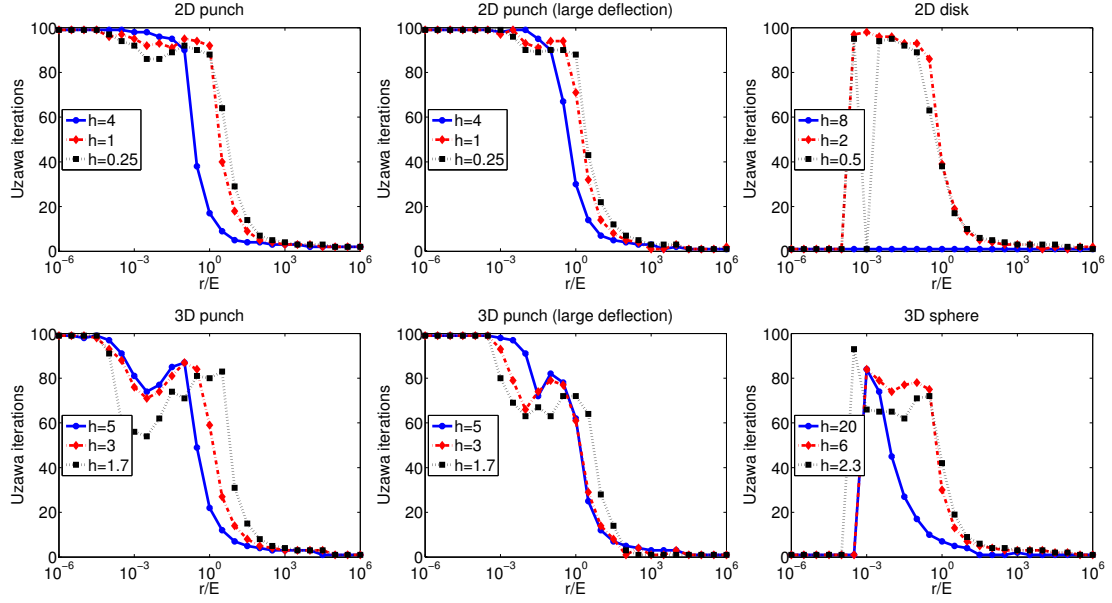 2D punch
Uzawa iterations
100
80
60
40
20
0
h=4
h=1
h=0.25
10^−6
10^−3
10^0
10^3
10^6
r/E
2D punch (large deflection)
Uzawa iterations
100
80
60
40
20
0
h=4
h=1
h=0.25
10^−6
10^−3
10^0
10^3
10^6
r/E
2D disk
Uzawa iterations
100
80
60
40
20
0
h=8
h=2
h=0.5
10^−6
10^−3
10^0
10^3
10^6
r/E
3D punch
Uzawa iterations
100
80
60
40
20
0
h=5
h=3
h=1.7
10^−6
10^−3
10^0
10^3
10^6
r/E
3D punch (large deflection)
Uzawa iterations
100
80
60
40
20
0
h=5
h=3
h=1.7
10^−6
10^−3
10^0
10^3
10^6
r/E
3D sphere
Uzawa iterations
100
80
60
40
20
0
h=20
h=6
h=2.3
10^−6
10^−3
10^0
10^3
10^6
r/E